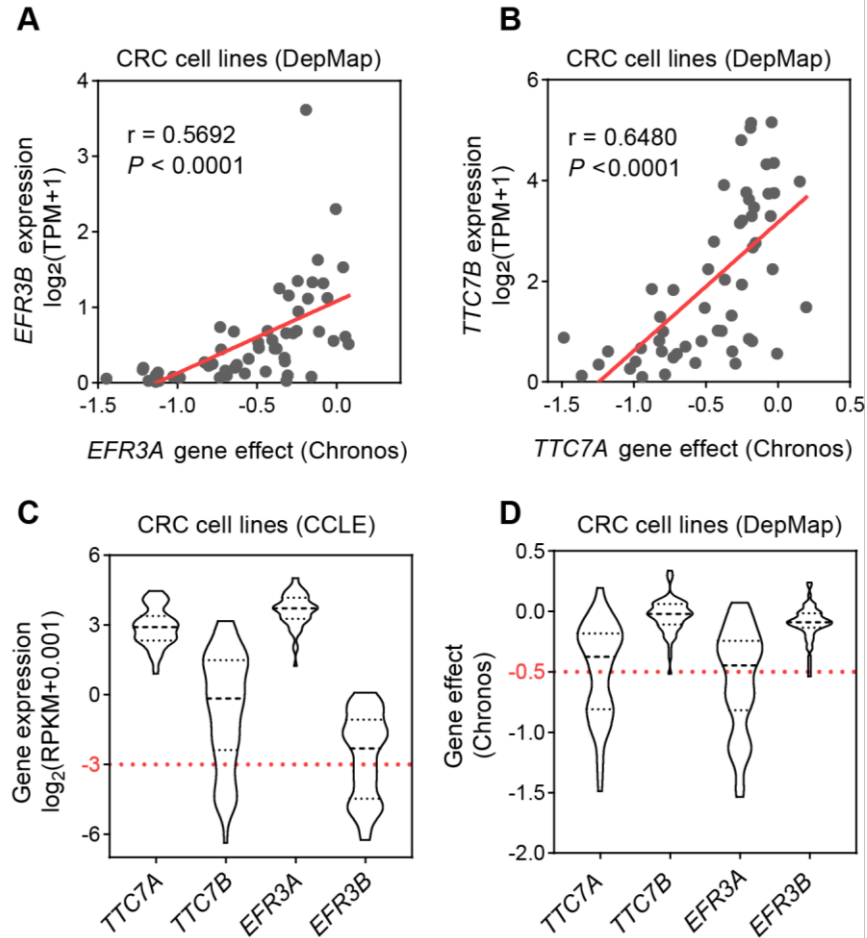 A
CRC cell lines (DepMap)
EFR3B expression
log2(TPM+1)
4
3
2
1
0
r = 0.5692
P < 0.0001
-1.5
-1.0
-0.5
0.0
EFR3A gene effect (Chronos)
B
CRC cell lines (DepMap)
TTC7B expression
log2(TPM+1)
6
4
2
0
r = 0.6480
P <0.0001
-1.5
-1.0
-0.5
0.0
0.5
TTC7A gene effect (Chronos)
C
CRC cell lines (CCLE)
Gene expression
log₂(RPKM+0.001)
6
3
0
-3
-6
TTC7A
TTC7B
EFR3A
EFR3B
D
CRC cell lines (DepMap)
Gene effect
(Chronos)
0.5
0.0
-0.5
-1.0
-1.5
-2.0
TTC7A
TTC7B
EFR3A
EFR3B